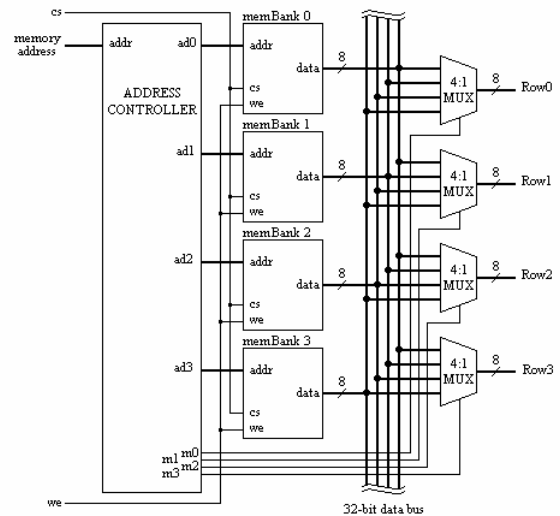 cs
memory
address
addr
ADDRESS
CONTROLLER
ad0
ad1
ad2
ad3
m0
m1
m2
m3
we
memBank 0
addr
data
cs
we
8
memBank 1
addr
data
cs
we
8
memBank 2
addr
data
cs
we
8
memBank 3
addr
data
cs
we
8
4:1
MUX
8
Row0
4:1
MUX
8
Row1
4:1
MUX
8
Row2
4:1
MUX
8
Row3
32-bit data bus